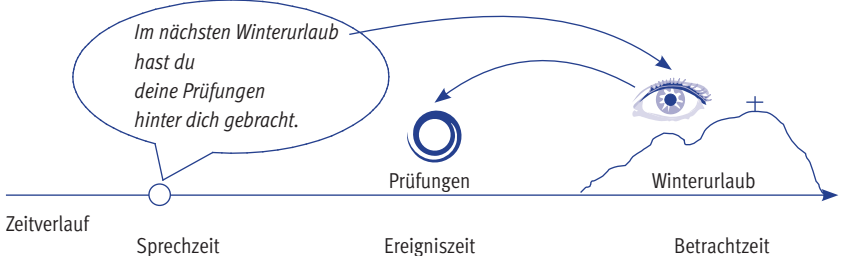 Im nächsten Winterurlaub
hast du
deine Prüfungen
hinter dich gebracht.
Prüfungen
Winterurlaub
Zeitverlauf
Sprechzeit
Ereigniszeit
Betrachtzeit